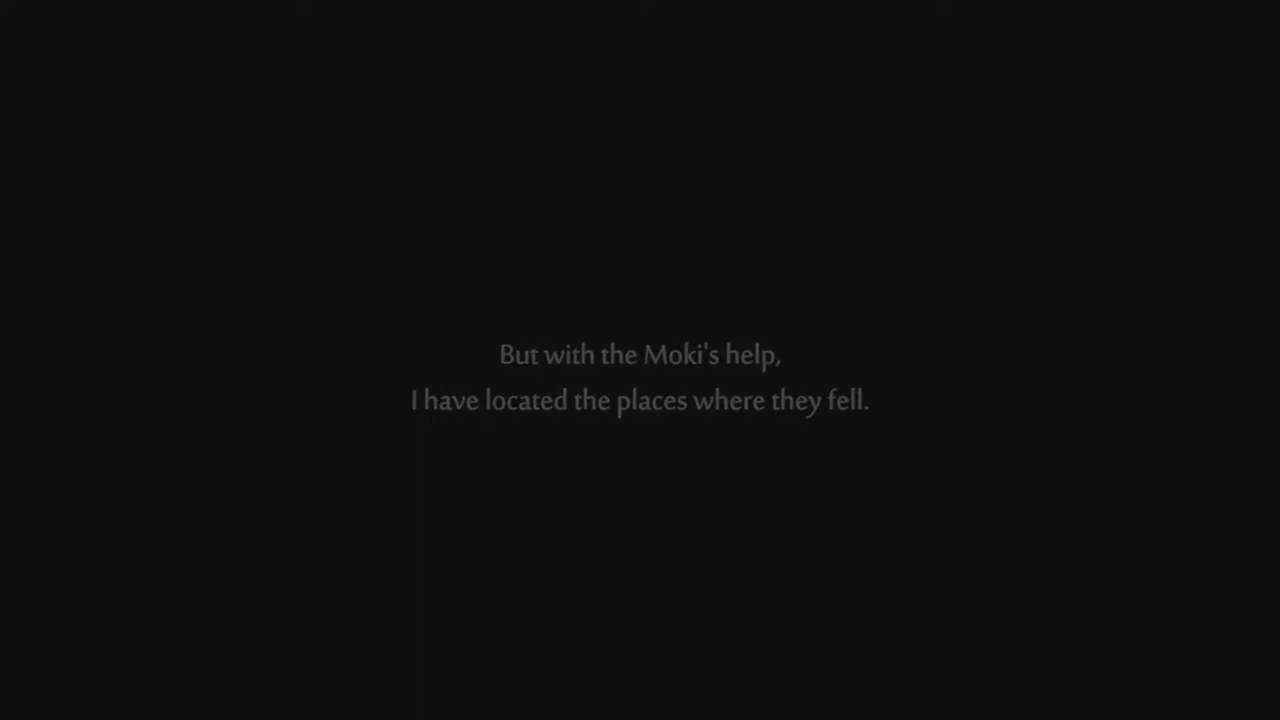 But with the Moki's help,
I have located the places where they fell.